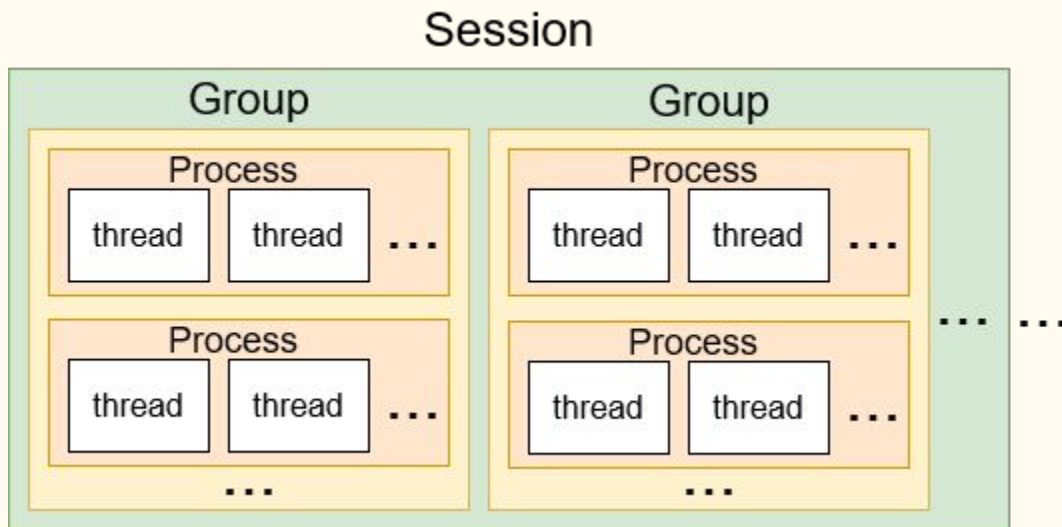 Session
Group
Group
Process
thread
thread
...
Process
thread
thread
...
...
Process
thread
thread
...
Process
thread
thread
...
...
...
...